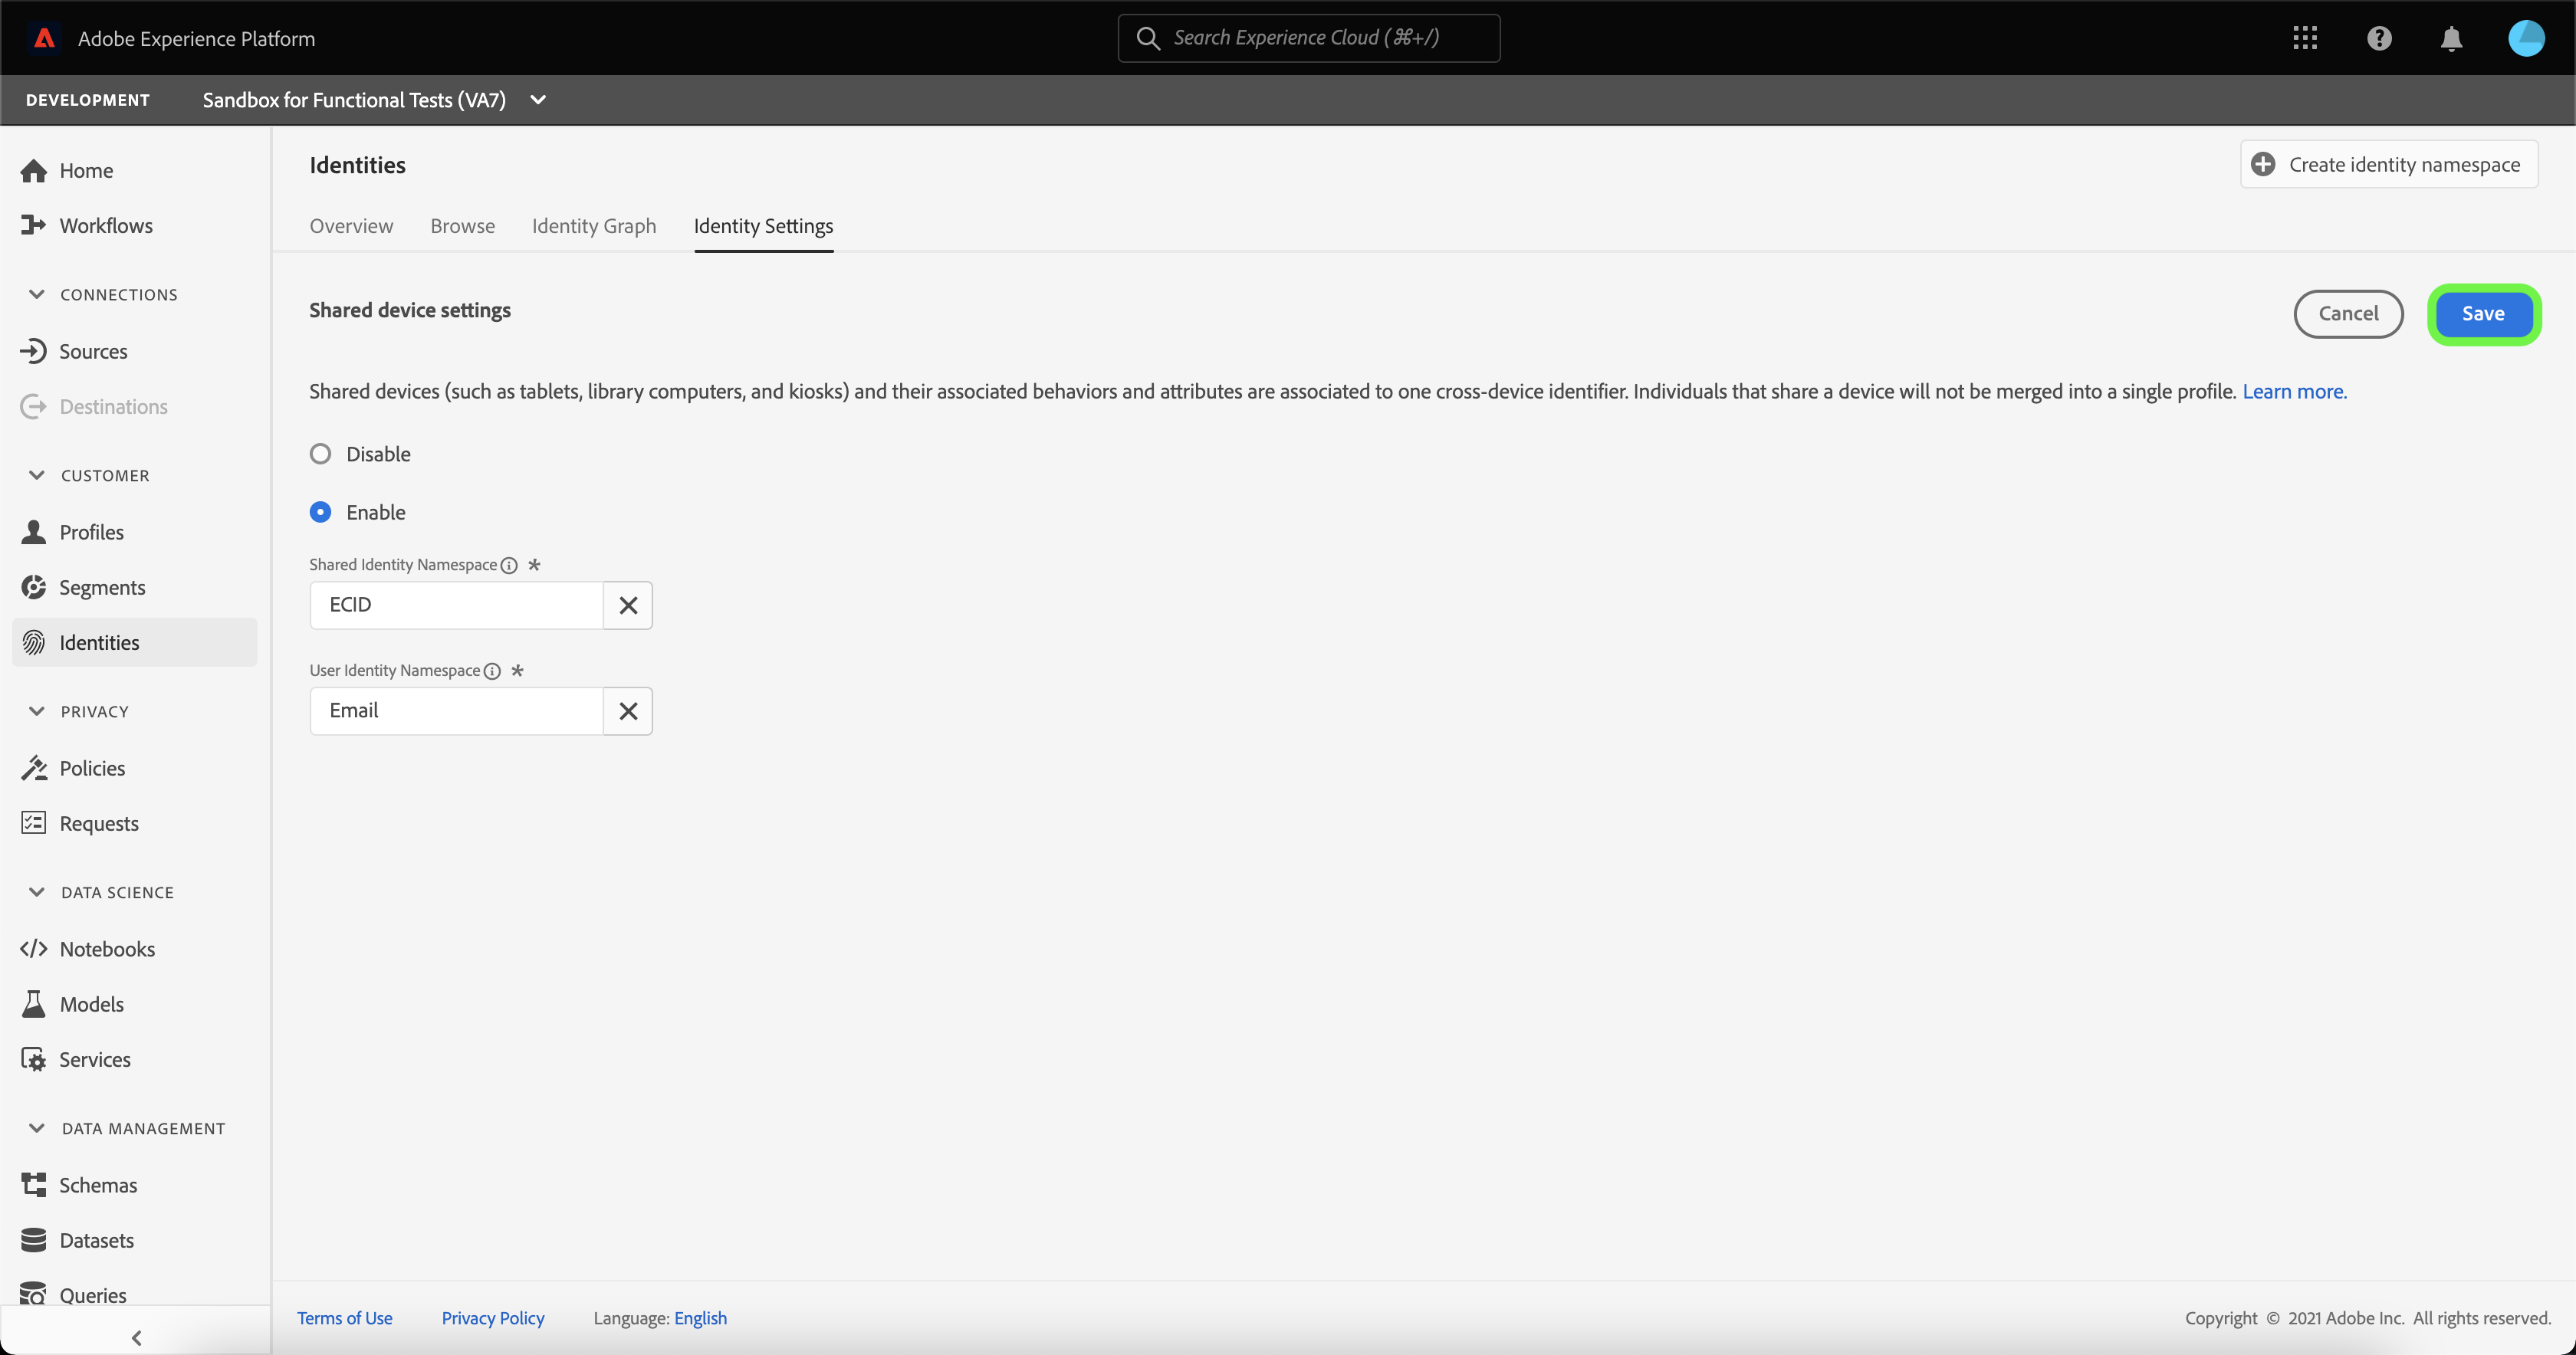 Adobe Experience Platform
Search Experience Cloud (⌘+/)
DEVELOPMENT
Sandbox for Functional Tests (VA7)
Home
Workflows
CONNECTIONS
Sources
Destinations
CUSTOMER
Profiles
Segments
Identities
PRIVACY
Policies
Requests
DATA SCIENCE
Notebooks
Models
Services
DATA MANAGEMENT
Schemas
Datasets
Queries
Identities
Create identity namespace
Overview Browse Identity Graph Identity Settings
Shared device settings
Cancel
Save
Shared devices (such as tablets, library computers, and kiosks) and their associated behaviors and attributes are associated to one cross-device identifier. Individuals that share a device will not be merged into a single profile. Learn more.
Disable
Enable
Shared Identity Namespace *
ECID
User Identity Namespace *
Email
Terms of Use Privacy Policy Language: English
Copyright © 2021 Adobe Inc. All rights reserved.